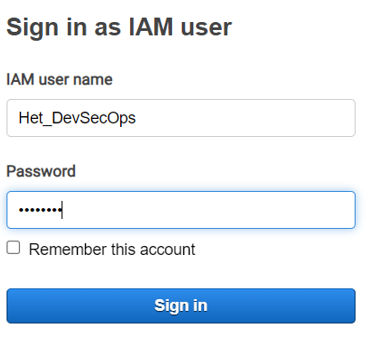 Sign in as IAM user
IAM user name
Het_DevSecOps
Password
••••••••
Remember this account
Sign in